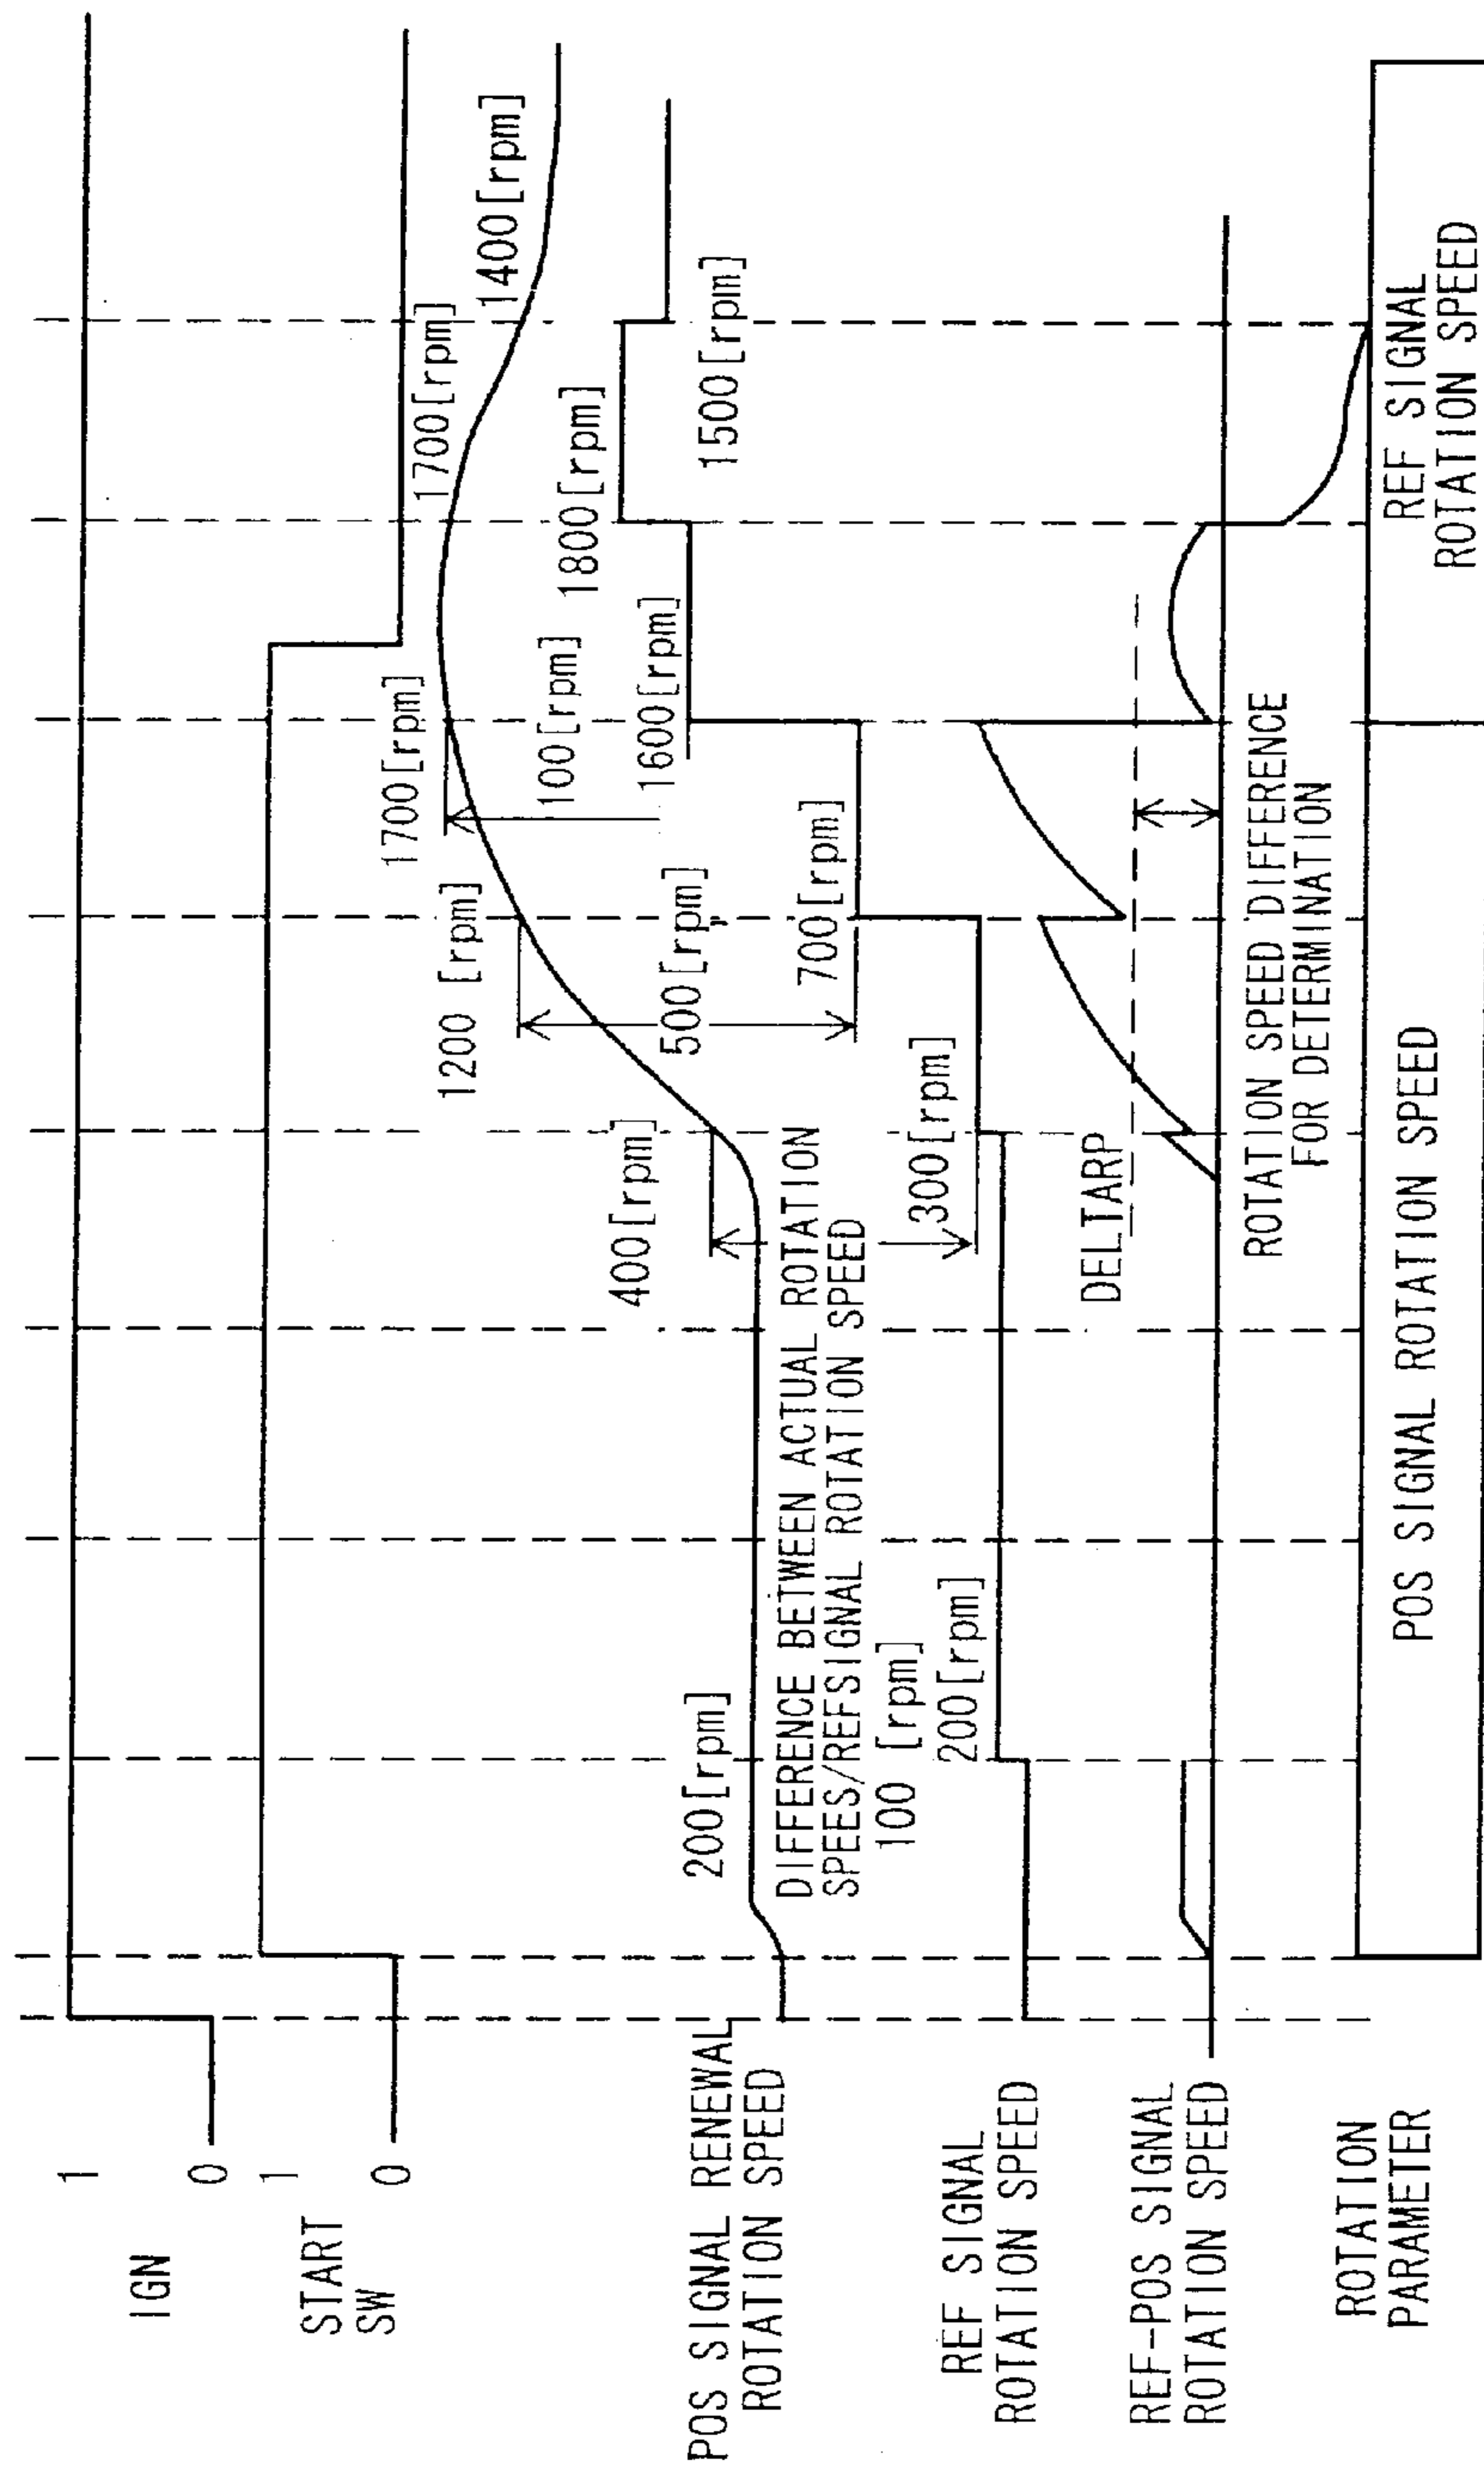 IGN
1
0
START
SW
1
0
POS SIGNAL RENEWAL
ROTATION SPEED
200[rpm]
400[rpm]
1200 [rpm]
1700[rpm]
1700[rpm]
1400[rpm]
DIFFERENCE BETWEEN ACTUAL ROTATION
SPEES/REFSIGNAL ROTATION SPEED
100 [rpm]
500[rpm]
100[rpm]
REF SIGNAL
ROTATION SPEED
200[rpm]
300[rpm]
700[rpm]
1600[rpm]
1800[rpm]
1500[rpm]
REF-POS SIGNAL
ROTATION SPEED
DELTARP
ROTATION SPEED DIFFERENCE
FOR DETERMINATION
ROTATION
PARAMETER
POS SIGNAL ROTATION SPEED
REF SIGNAL
ROTATION SPEED